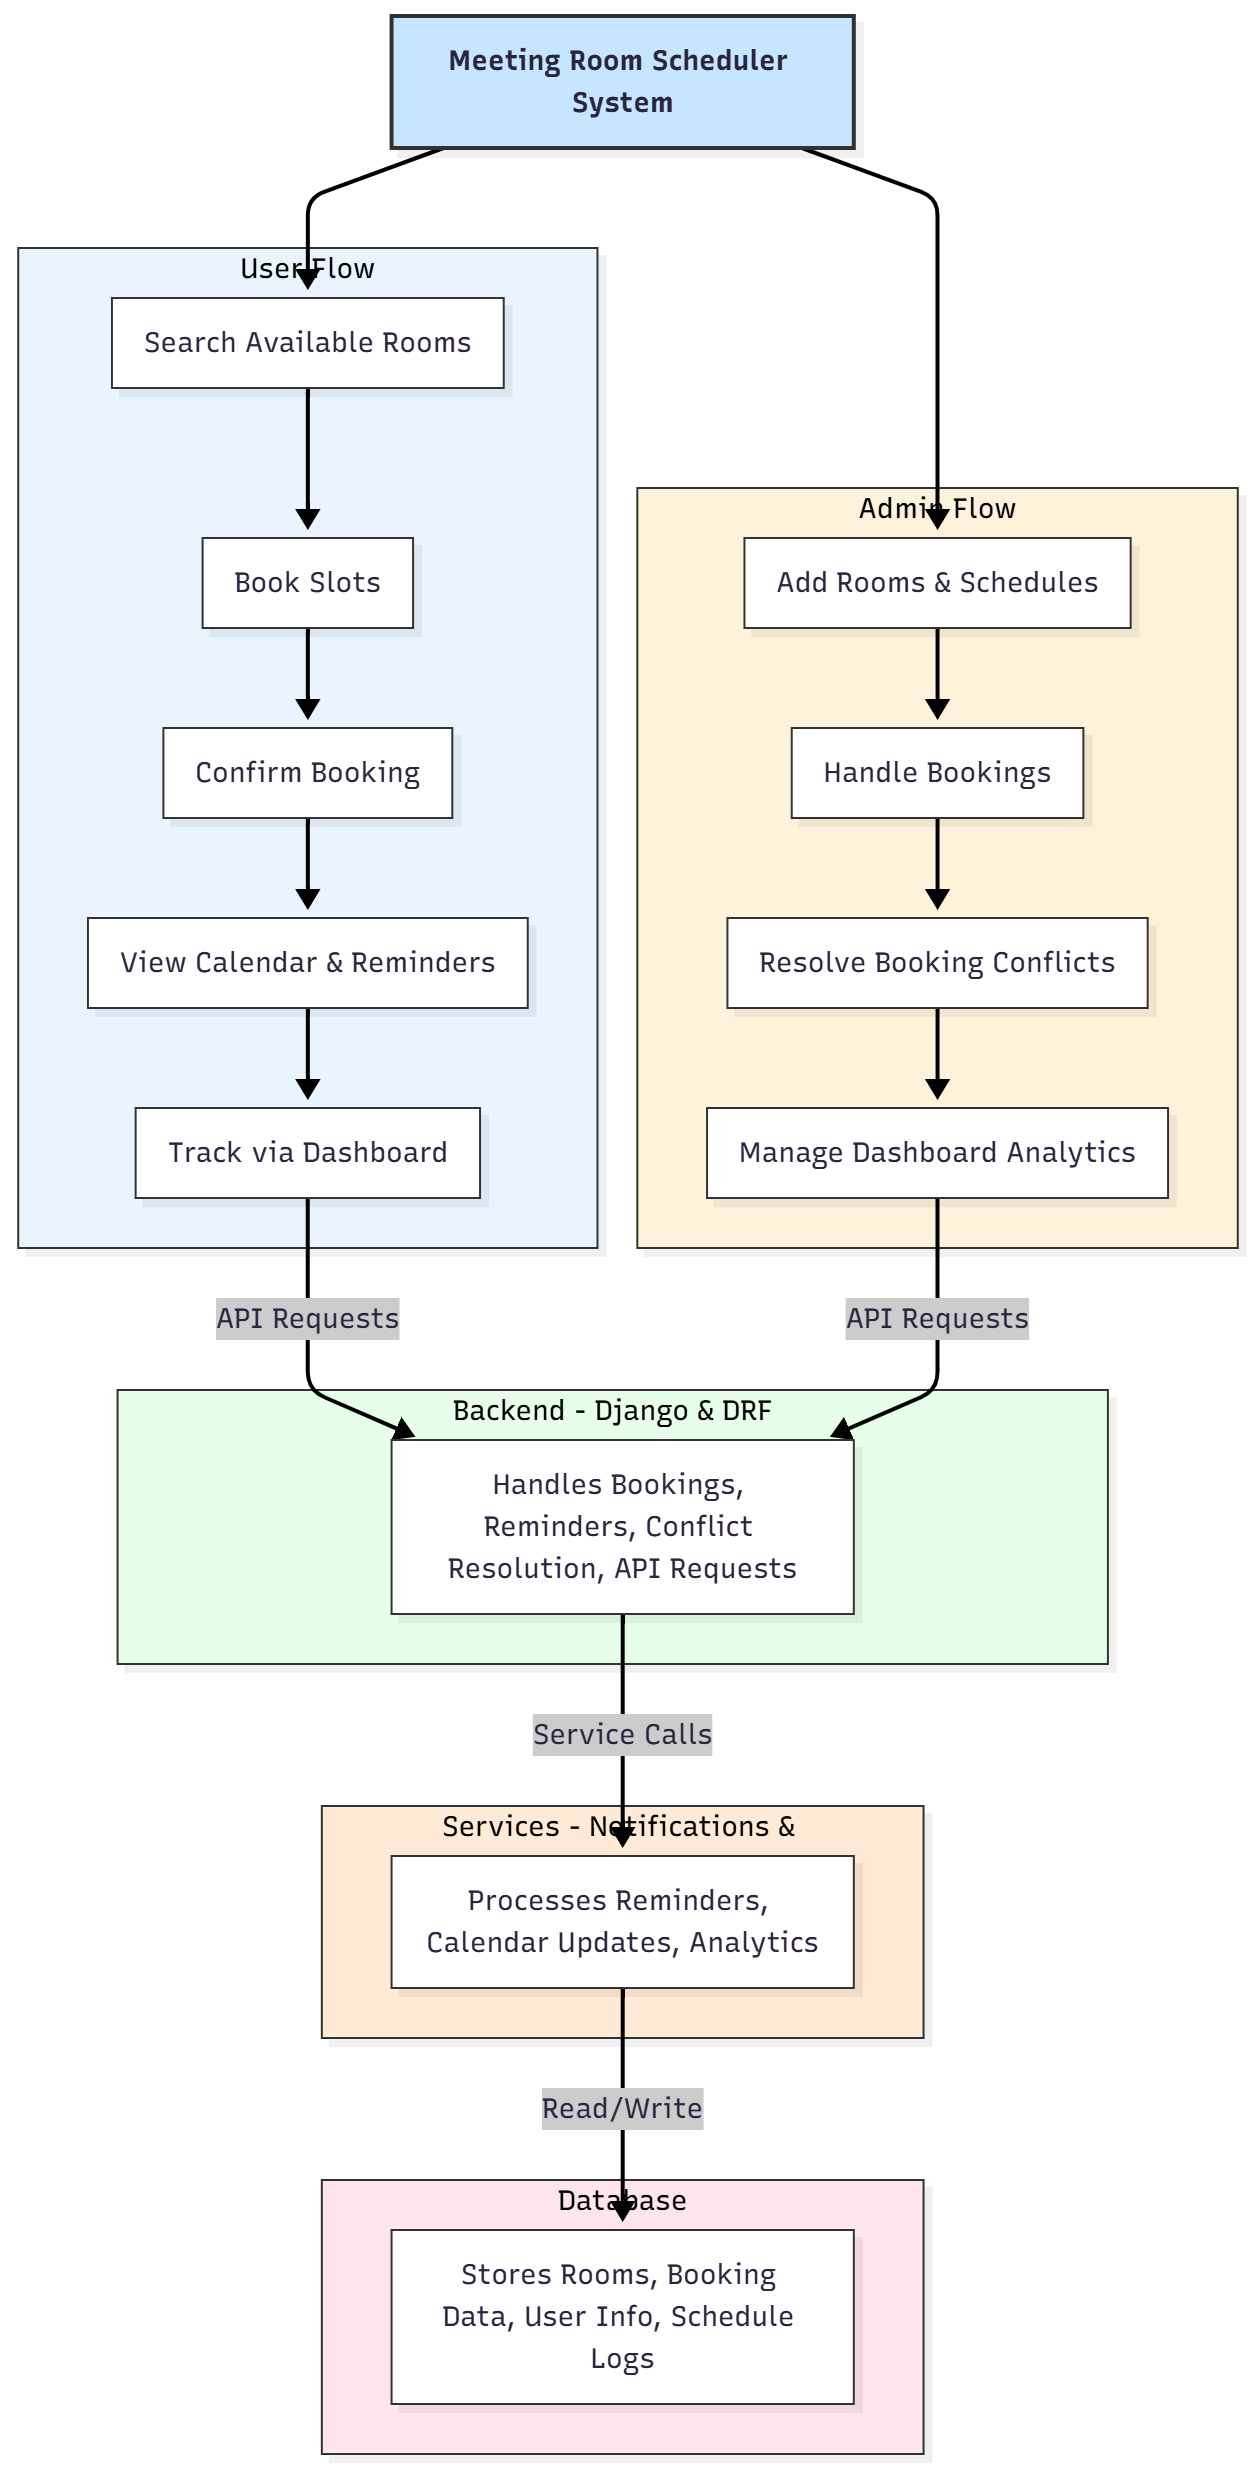 Meeting Room Scheduler
System
User Flow
Search Available Rooms
Book Slots
Confirm Booking
View Calendar & Reminders
Track via Dashboard
Admin Flow
Add Rooms & Schedules
Handle Bookings
Resolve Booking Conflicts
Manage Dashboard Analytics
API Requests
API Requests
Backend - Django & DRF
Handles Bookings,
Reminders, Conflict
Resolution, API Requests
Service Calls
Services - Notifications &
Processes Reminders,
Calendar Updates, Analytics
Read/Write
Database
Stores Rooms, Booking
Data, User Info, Schedule
Logs